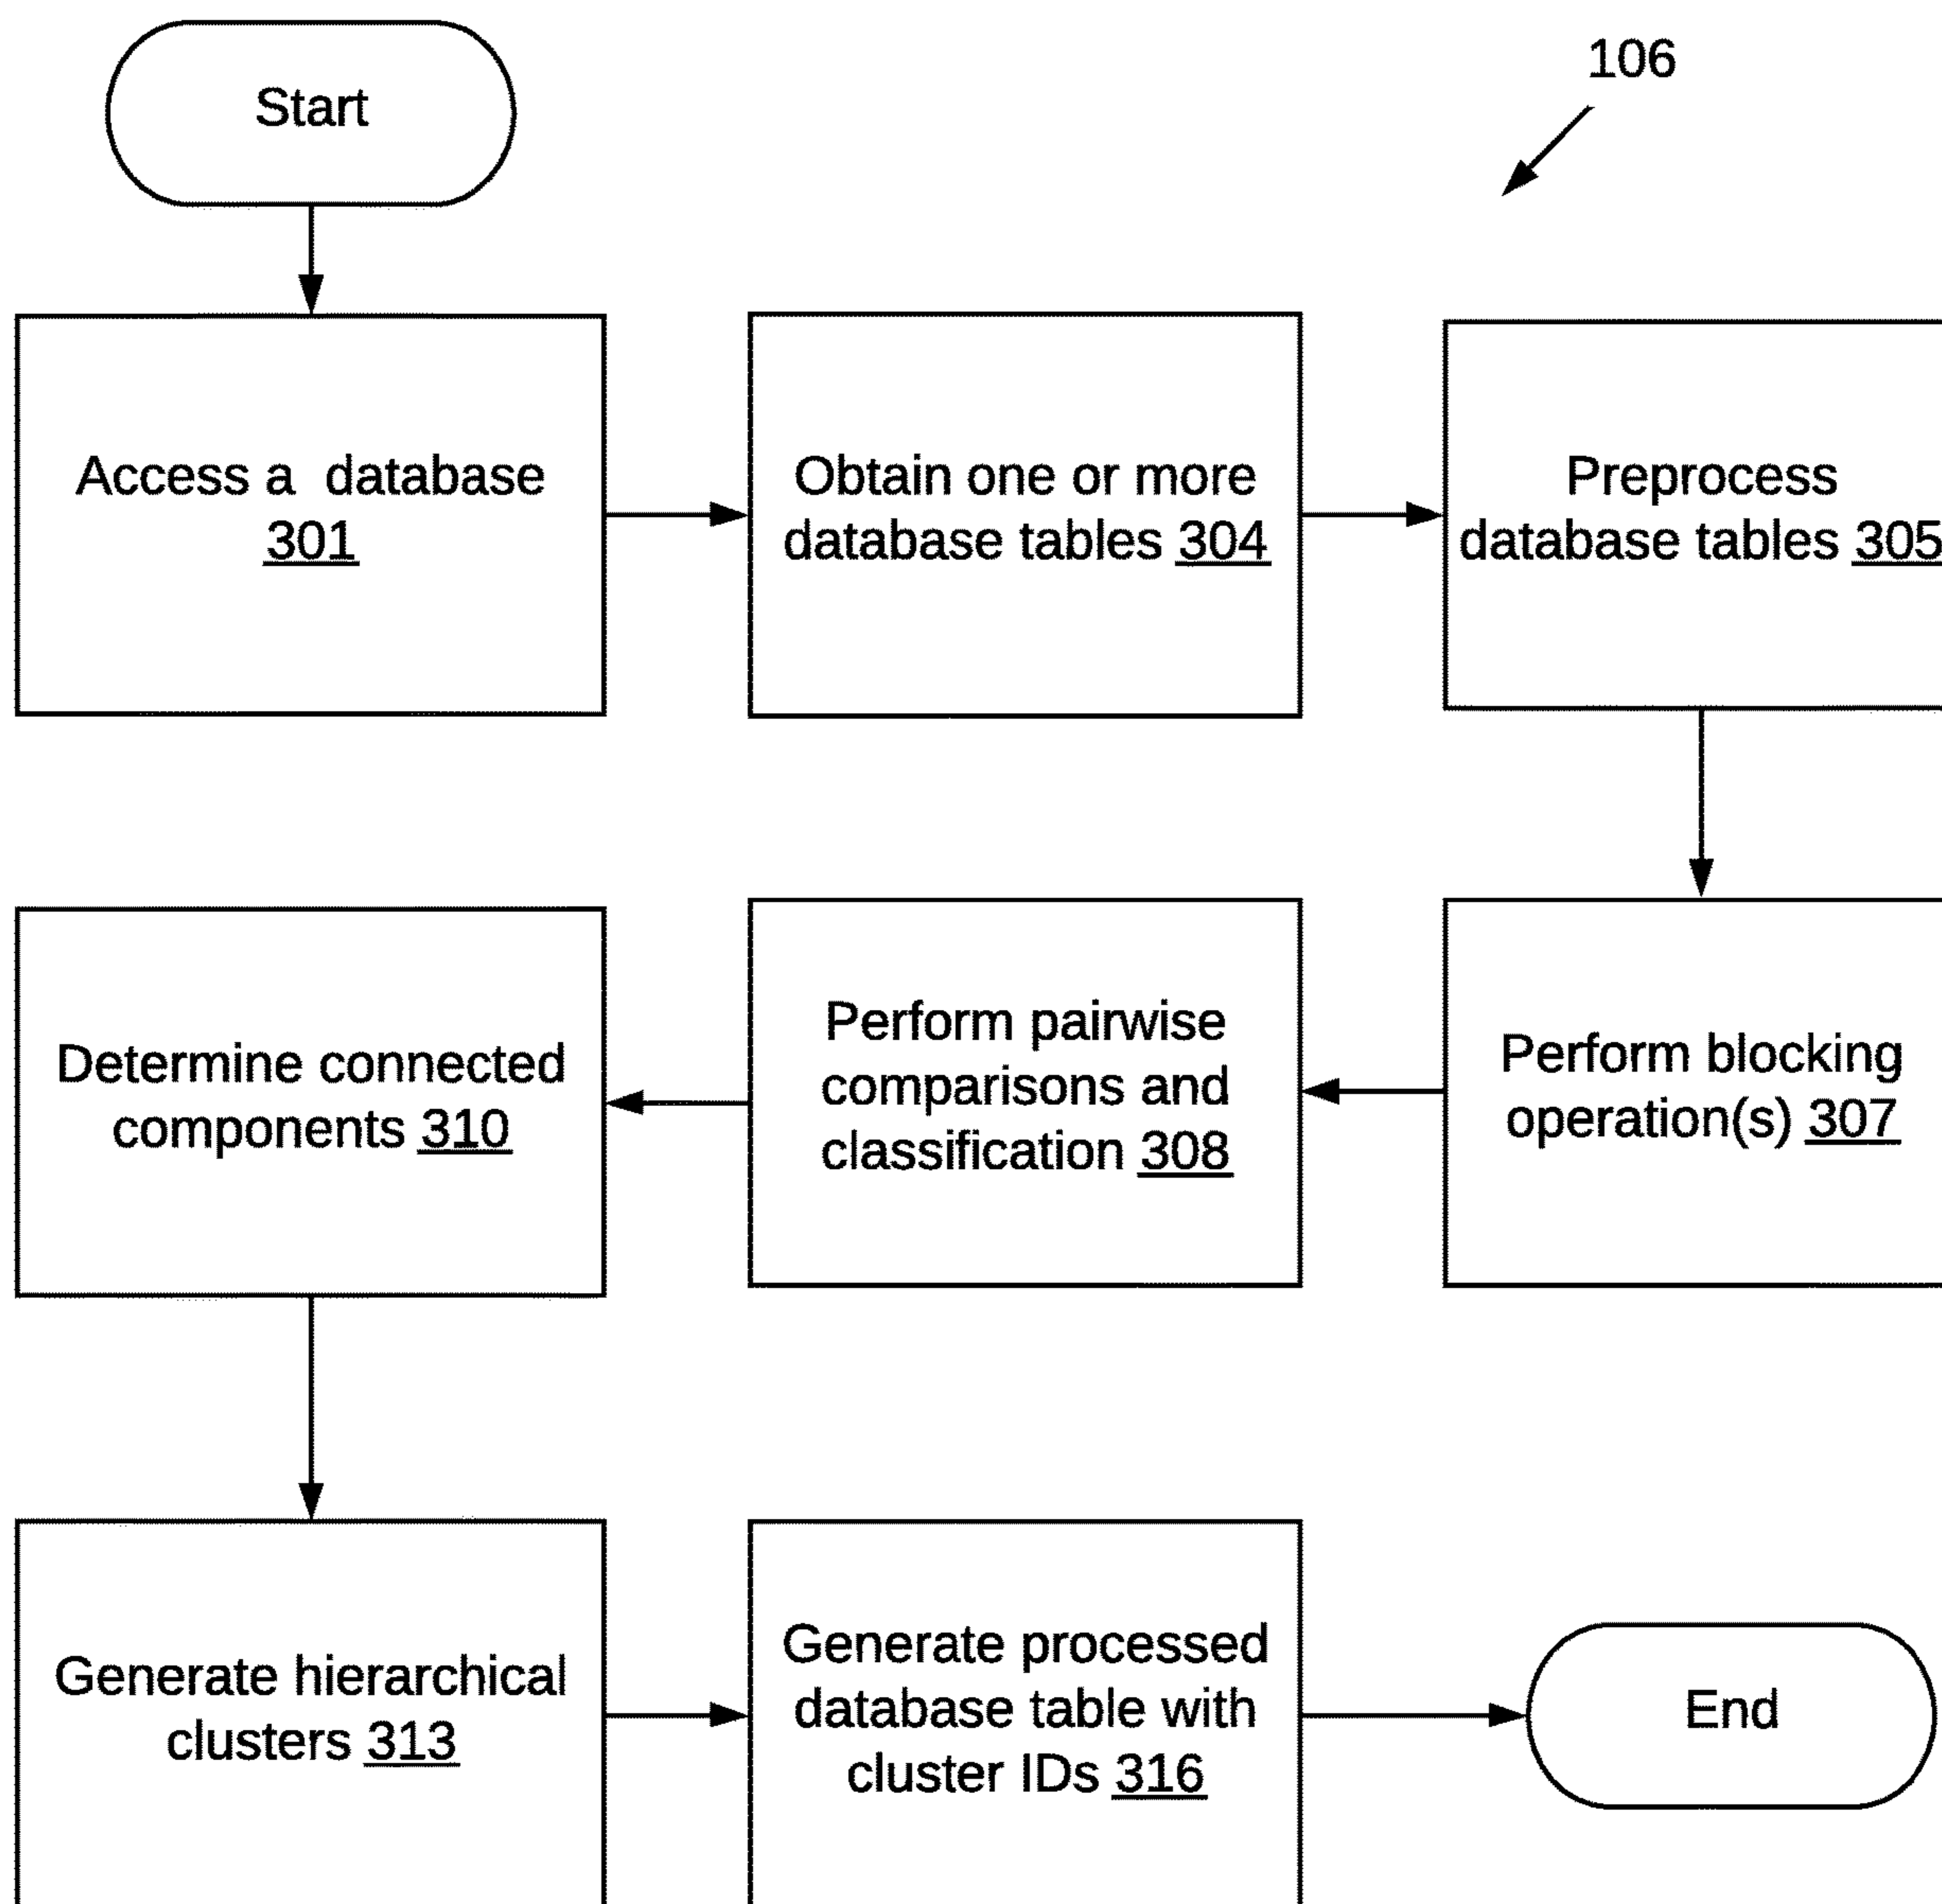 Start
106
Access a database
301
Obtain one or more
database tables 304
Preprocess
database tables 305
Perform blocking
operation(s) 307
Perform pairwise
comparisons and
classification 308
Determine connected
components 310
Generate hierarchical
clusters 313
Generate processed
database table with
cluster IDs 316
End